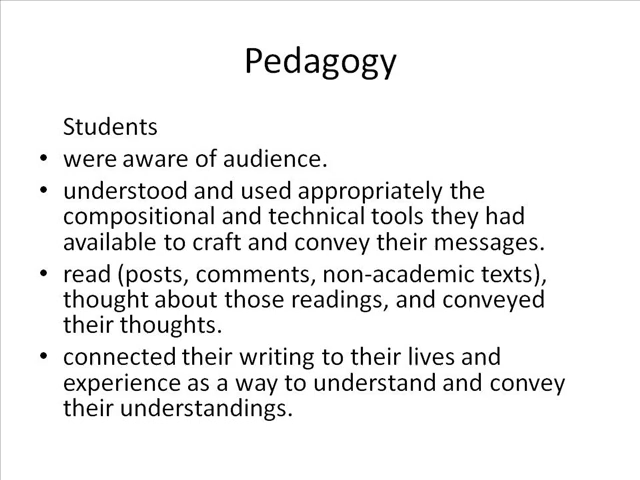 Pedagogy
Students
• were aware of audience.
• understood and used appropriately the
compositional and technical tools they had
available to craft and convey their messages.
• read (posts, comments, non-academic texts),
thought about those readings, and conveyed
their thoughts.
• connected their writing to their lives and
experience as a way to understand and convey
their understandings.